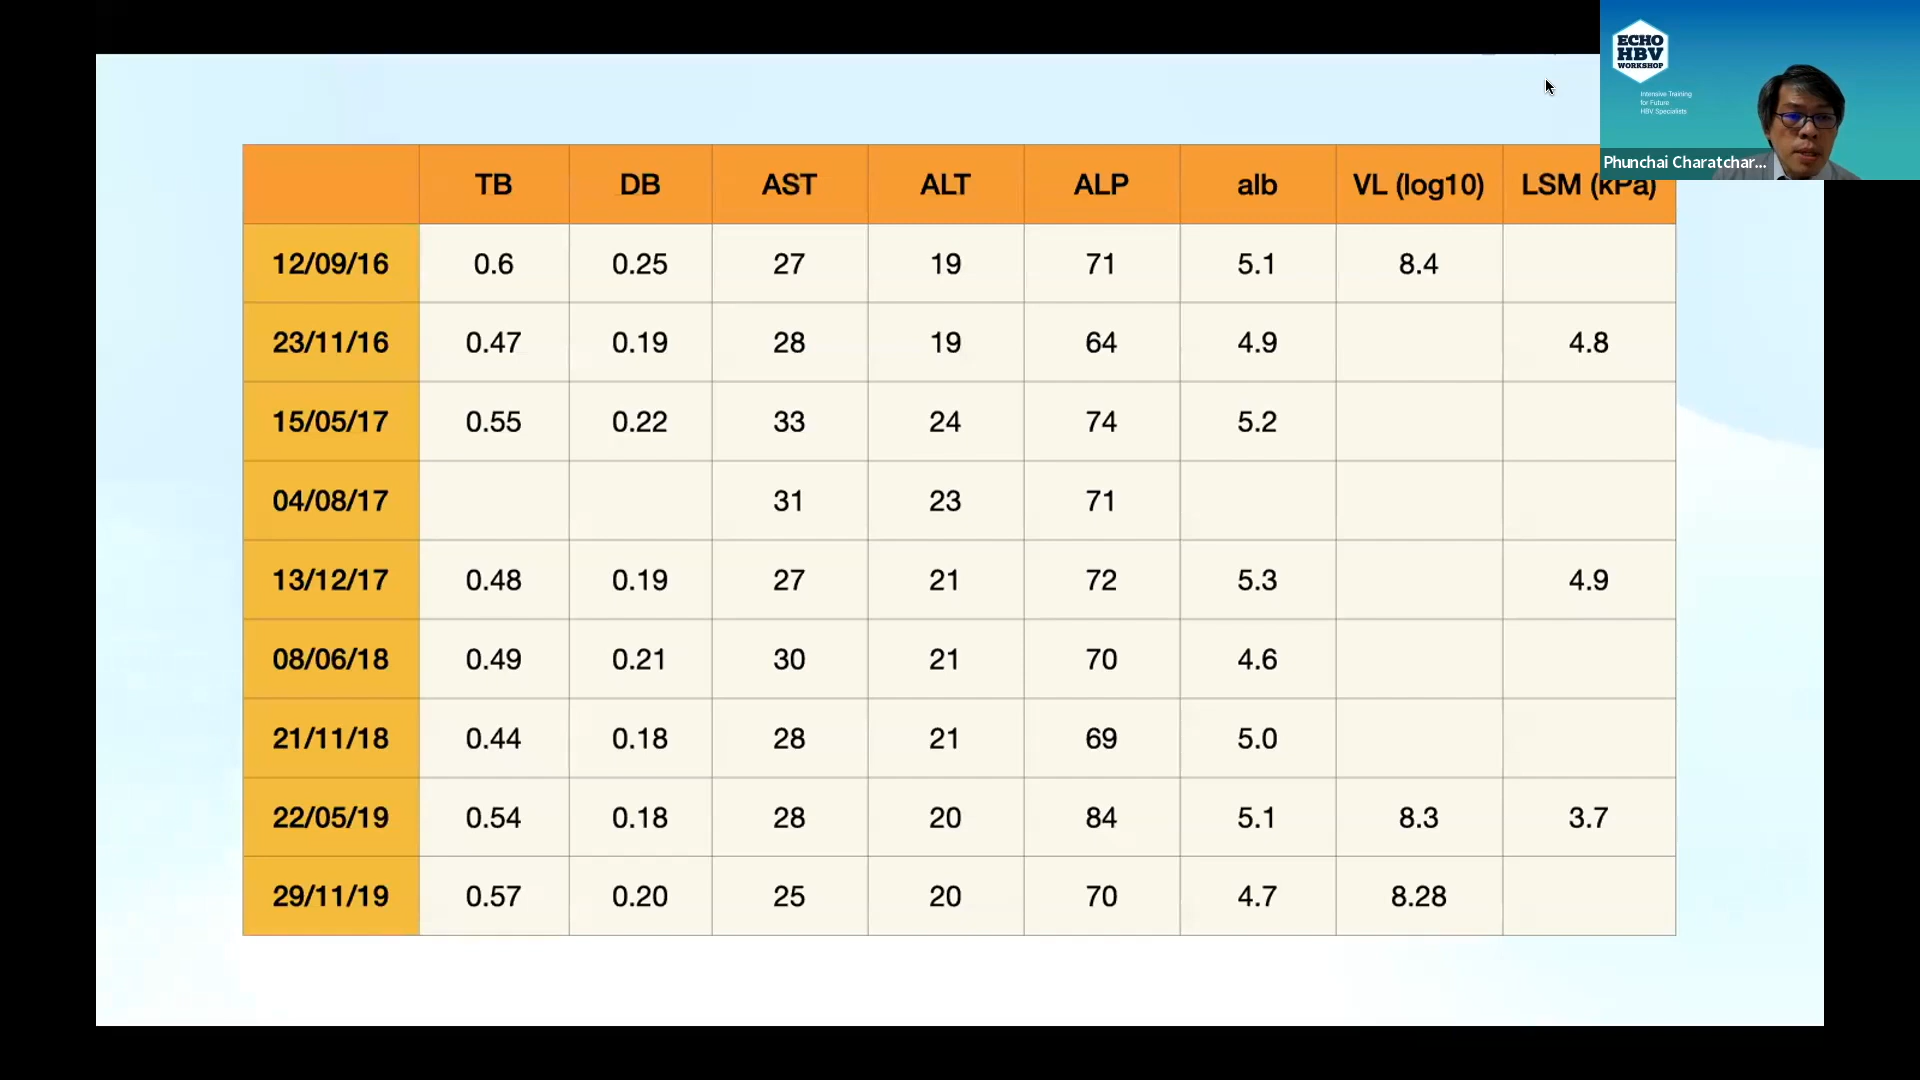 ECHO
HBV
WORKSHOP
Intensive Training
for Future
HBV Specialists
Phunchai Charatchar...
TB DB AST ALT ALP alb VL (log10) LSM (kPa)
12/09/16 0.6 0.25 27 19 71 5.1 8.4
23/11/16 0.47 0.19 28 19 64 4.9 4.8
15/05/17 0.55 0.22 33 24 74 5.2
04/08/17 31 23 71
13/12/17 0.48 0.19 27 21 72 5.3 4.9
08/06/18 0.49 0.21 30 21 70 4.6
21/11/18 0.44 0.18 28 21 69 5.0
22/05/19 0.54 0.18 28 20 84 5.1 8.3 3.7
29/11/19 0.57 0.20 25 20 70 4.7 8.28